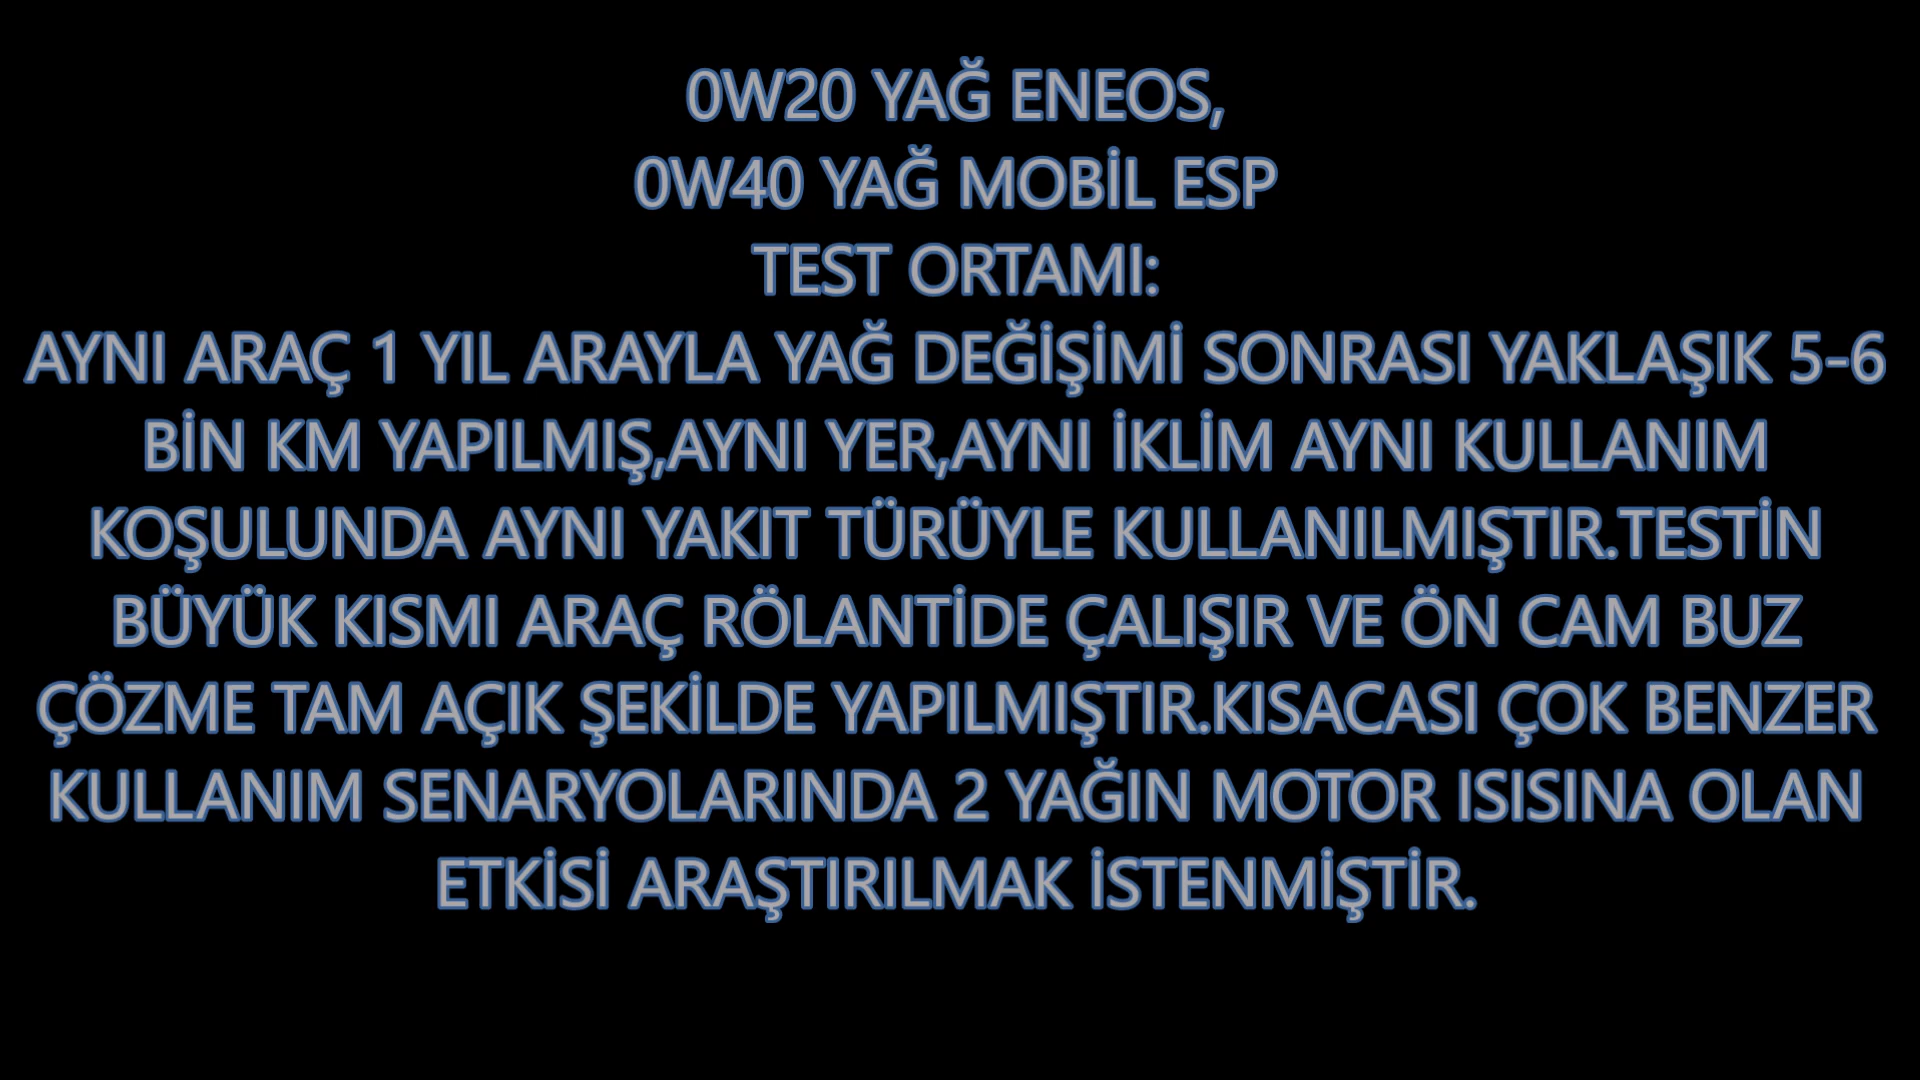 0W20 YAĞ ENEOS,
0W40 YAĞ MOBİL ESP
TEST ORTAMI:
AYNI ARAÇ 1 YIL ARAYLA YAĞ DEĞİŞİMİ SONRASI YAKLAŞIK 5-6
BİN KM YAPILMIŞ,AYNI YER,AYNI İKLİM AYNI KULLANIM
KOŞULUNDA AYNI YAKIT TÜRÜYLE KULLANILMIŞTIR.TESTİN
BÜYÜK KISMI ARAÇ RÖLANTİDE ÇALIŞIR VE ÖN CAM BUZ
ÇÖZME TAM AÇIK ŞEKİLDE YAPILMIŞTIR.KISACASI ÇOK BENZER
KULLANIM SENARYOLARINDA 2 YAĞIN MOTOR ISISINA OLAN
ETKİSİ ARAŞTIRILMAK İSTENMİŞTİR.